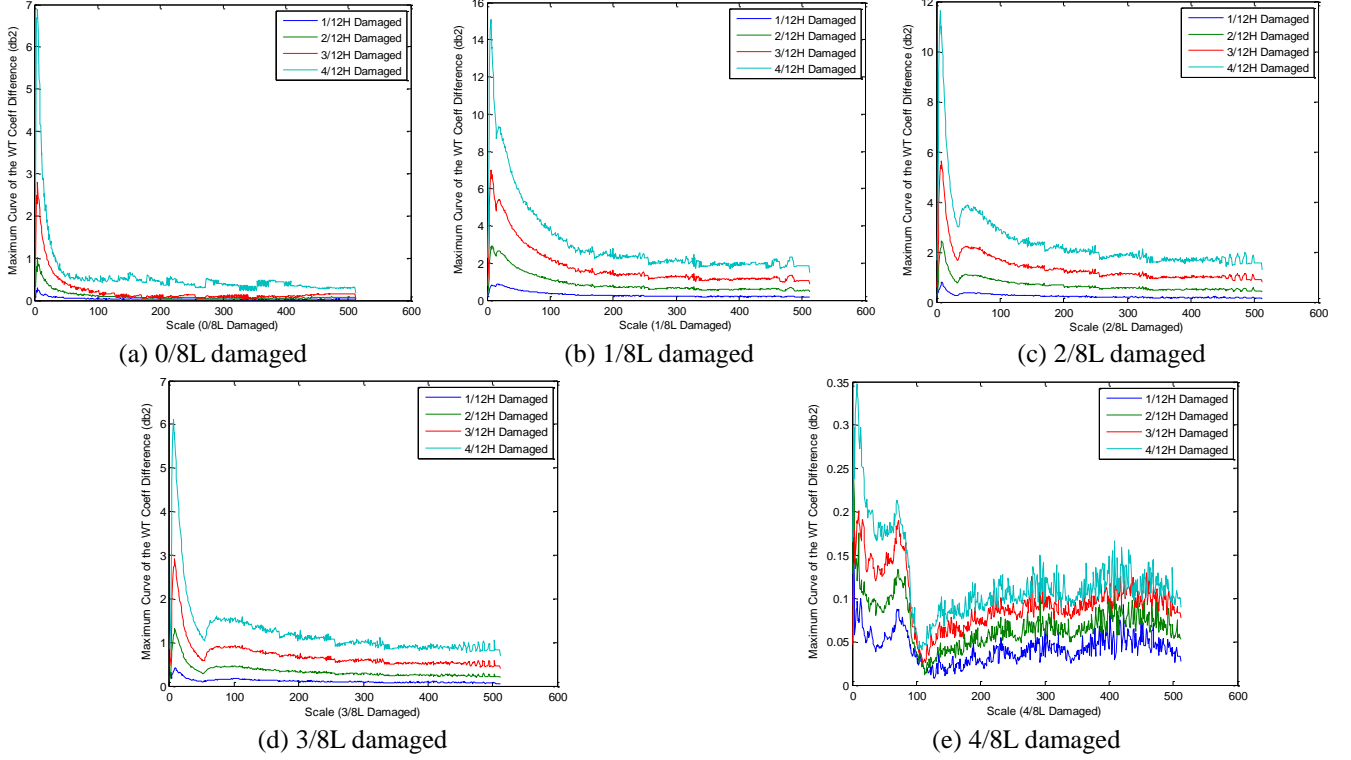 Maximum Curve of the WT Coeff Difference (db2)
7
6
5
4
3
2
1
0
0 100 200 300 400 500 600
1/12H Damaged
2/12H Damaged
3/12H Damaged
4/12H Damaged
Scale (0/8L Damaged)
(a) 0/8L damaged
Maximum Curve of the WT Coeff Difference (db2)
16
14
12
10
8
6
4
2
0
0 100 200 300 400 500 600
1/12H Damaged
2/12H Damaged
3/12H Damaged
4/12H Damaged
Scale (1/8L Damaged)
(b) 1/8L damaged
Maximum Curve of the WT Coeff Difference (db2)
12
10
8
6
4
2
0
0 100 200 300 400 500 600
1/12H Damaged
2/12H Damaged
3/12H Damaged
4/12H Damaged
Scale (2/8L Damaged)
(c) 2/8L damaged
Maximum Curve of the WT Coeff Difference (db2)
7
6
5
4
3
2
1
0
0 100 200 300 400 500 600
1/12H Damaged
2/12H Damaged
3/12H Damaged
4/12H Damaged
Scale (3/8L Damaged)
(d) 3/8L damaged
Maximum Curve of the WT Coeff Difference (db2)
0.35
0.3
0.25
0.2
0.15
0.1
0.05
0
0 100 200 300 400 500 600
1/12H Damaged
2/12H Damaged
3/12H Damaged
4/12H Damaged
Scale (4/8L Damaged)
(e) 4/8L damaged